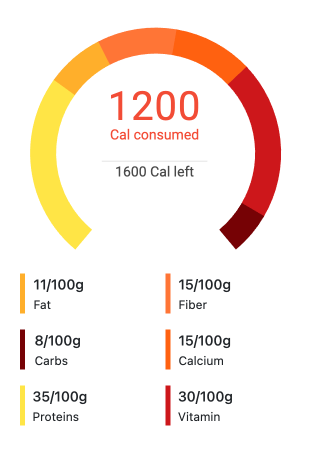 1200
Cal consumed
1600 Cal left
11/100g
Fat
15/100g
Fiber
8/100g
Carbs
15/100g
Calcium
35/100g
Proteins
30/100g
Vitamin